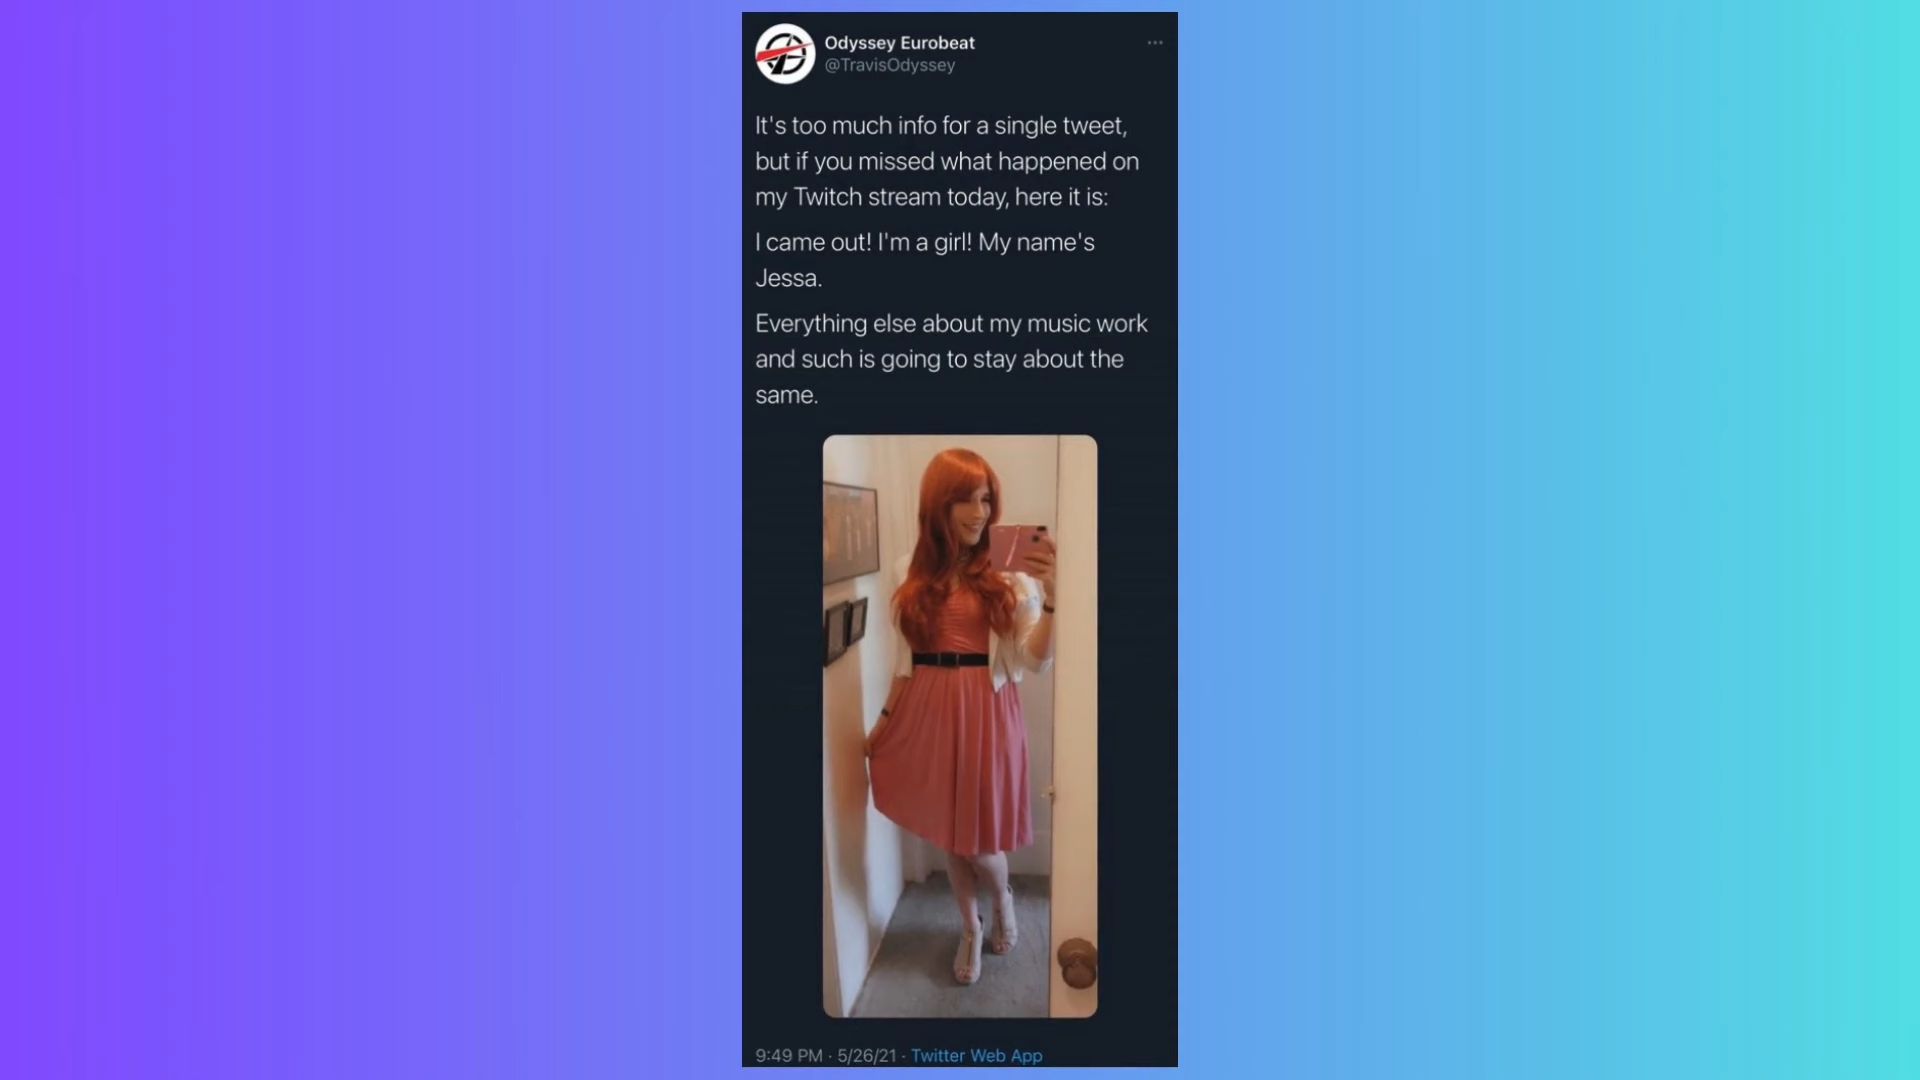 Odyssey Eurobeat
@TravisOdyssey
It's too much info for a single tweet,
but if you missed what happened on
my Twitch stream today, here it is:
I came out! I'm a girl! My name's
Jessa.
Everything else about my music work
and such is going to stay about the
same.
9:49 PM · 5/26/21 · Twitter Web App